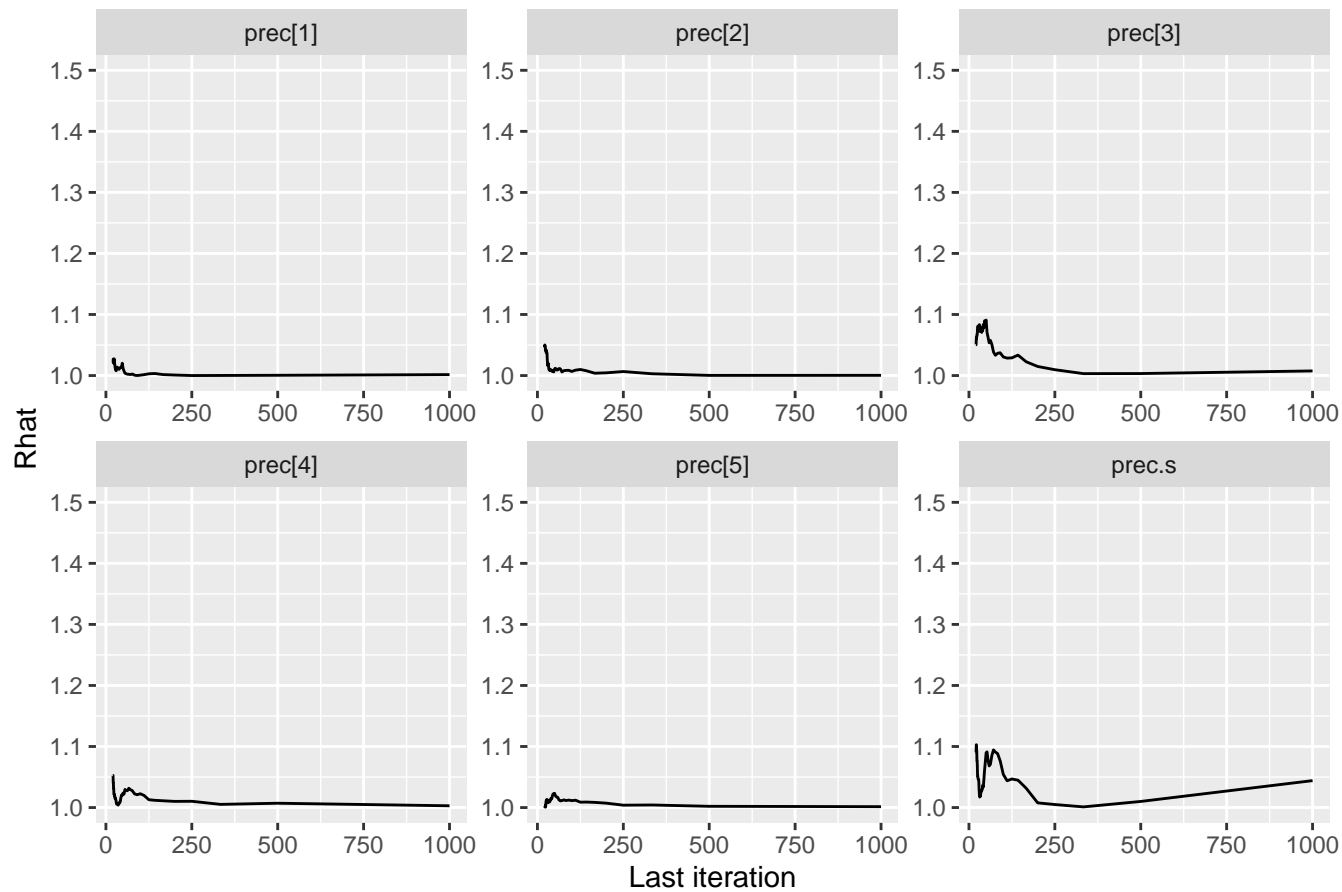 prec[1] prec[2] prec[3]
1.5 1.5 1.5
1.4 1.4 1.4
1.3 1.3 1.3
1.2 1.2 1.2
1.1 1.1 1.1
1.0 1.0 1.0
0 250 500 750 1000 0 250 500 750 1000 0 250 500 750 1000
Rhat
prec[4] prec[5] prec.s
1.5 1.5 1.5
1.4 1.4 1.4
1.3 1.3 1.3
1.2 1.2 1.2
1.1 1.1 1.1
1.0 1.0 1.0
0 250 500 750 1000 0 250 500 750 1000 0 250 500 750 1000
Last iteration